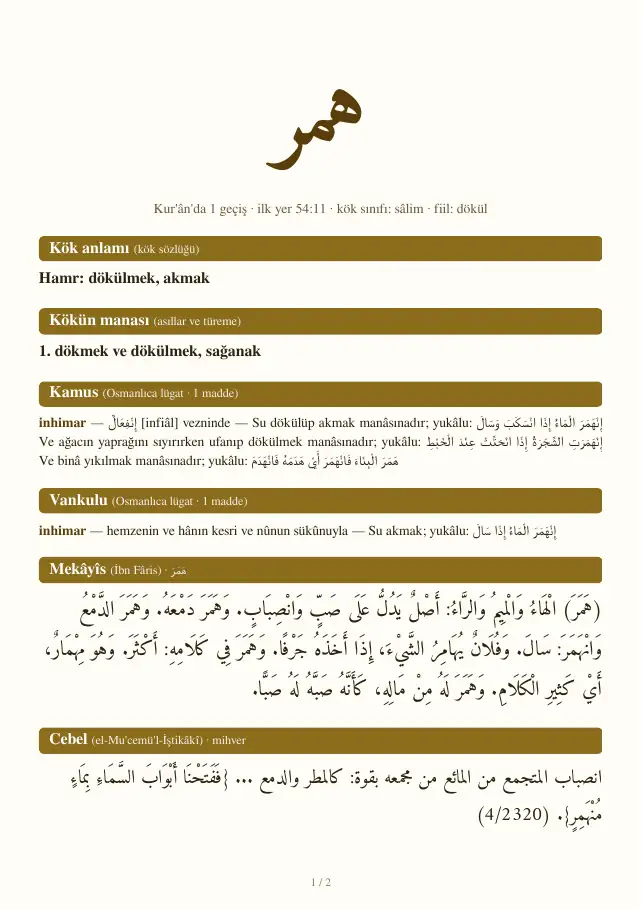 همر
Kur'ân'da 1 geçiş · ilk yer 54:11 · kök sınıfı: sâlim · fiil: dökül
Kök anlamı (kök sözlüğü)
Hamr: dökülmek, akmak
Kökün manası (asıllar ve türeme)
1. dökmek ve dökülmek, sağanak
Kamus (Osmanlıca lügat · 1 madde)
inhimar — إِنْفِعَالٌ [infiâl] vezninde — Su dökülüp akmak manâsınadır; yukâlu: إِنْهَمَرَ الْمَاءُ إِذَا انْسَكَبَ وَسَالَ
Ve ağacın yaprağını sıyırırken ufanıp dökülmek manâsınadır; yukâlu: إِنْهَمَرَتِ الشَّجَرَةُ إِذَا انْحَتَّتْ عِنْدَ الْخَبْطِ
Ve binâ yıkılmak manâsınadır; yukâlu: هَمَرَ الْبِنَاءَ فَانْهَمَرَ أَيْ هَدَمَهُ فَانْهَدَمَ
Vankulu (Osmanlıca lügat · 1 madde)
inhimar — hemzenin ve hânın kesri ve nûnun sükûnuyla — Su akmak; yukâlu: إِنْهَمَرَ الْمَاءُ إِذَا سَالَ
Mekâyîs (İbn Fâris) · هَمَرَ
(هَمَرَ) الْهَاءُ وَالْمِيمُ وَالرَّاءُ: أَصْلٌ يَدُلُّ عَلَى صَبٍّ وَانْصِبَابٍ. وَهَمَرَ دَمْعَهُ. وَهَمَرَ الدَّمْعُ
وَانْهَمَرَ: سَالَ. وَفُلَانٌ يُهَامِرُ الشَّيْءَ، إِذَا أَخَذَهُ جَرْفًا. وَهَمَرَ فِي كَلَامِهِ: أَكْثَرَ. وَهُوَ مِهْمَارٌ،
أَيْ كَثِيرِ الْكَلَامِ. وَهَمَرَ لَهُ مِنْ مَالِهِ، كَأَنَّهُ صَبَّهُ لَهُ صَبًّا.
Cebel (el-Mu'cemü'l-İştikâkî) · mihver
انصباب المتجمع من المائع من مجمعه بقوة: كالمطر والدمع ... {فَفَتَحْنَا أَبْوَابَ السَّمَاءِ بِمَاءٍ
مُنْهَمِرٍ}. (4/2320)
1 / 2